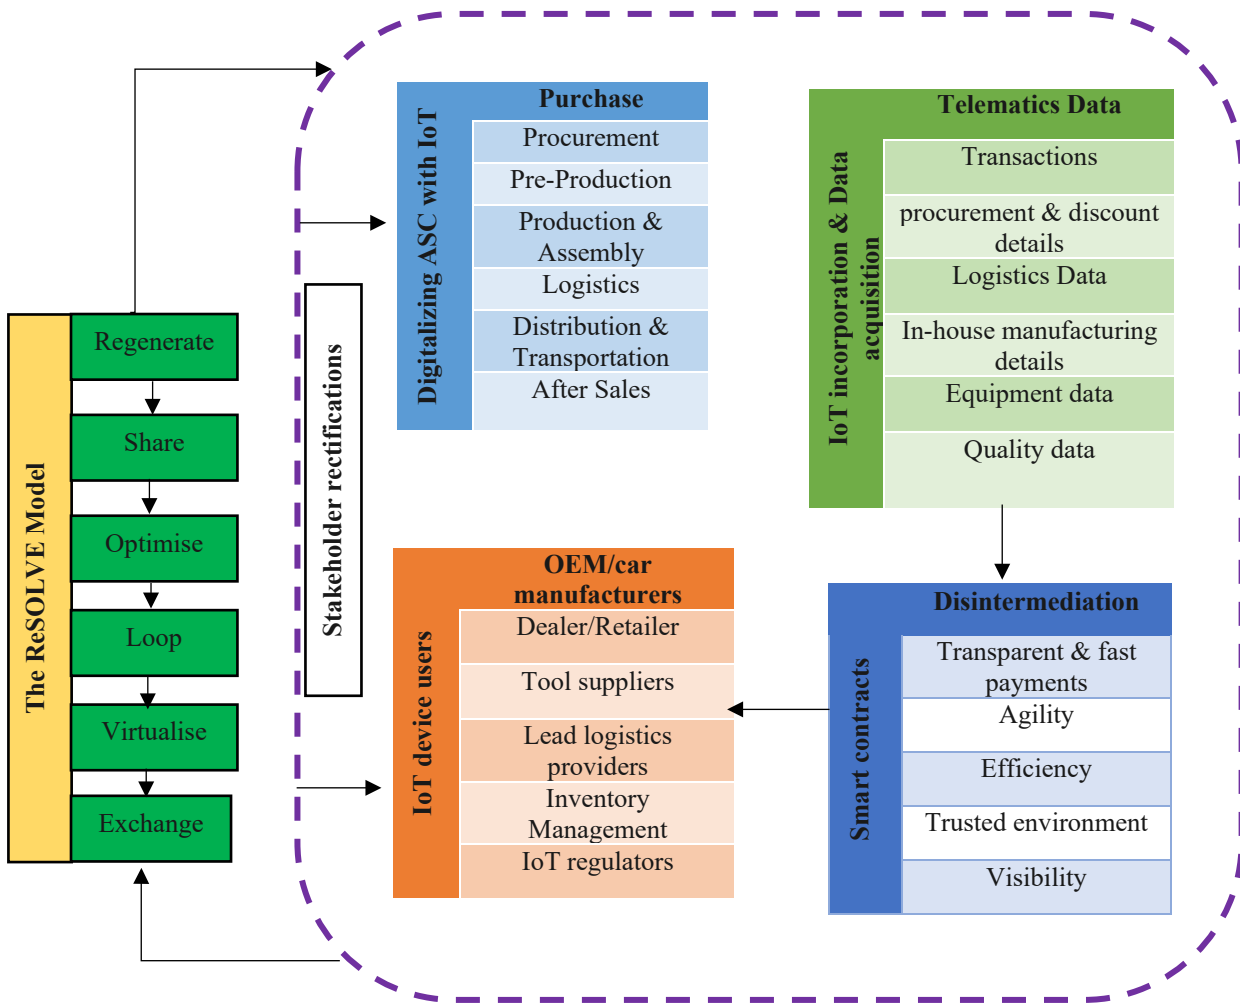 The ReSOLVE Model
Regenerate
Share
Optimise
Loop
Virtualise
Exchange
Stakeholder rectifications
Digitalizing ASC with IoT
Purchase
Procurement
Pre-Production
Production &
Assembly
Logistics
Distribution &
Transportation
After Sales
IoT incorporation & Data
acquisition
Telematics Data
Transactions
procurement & discount
details
Logistics Data
In-house manufacturing
details
Equipment data
Quality data
IoT device users
OEM/car
manufacturers
Dealer/Retailer
Tool suppliers
Lead logistics
providers
Inventory
Management
IoT regulators
Smart contracts
Disintermediation
Transparent & fast
payments
Agility
Efficiency
Trusted environment
Visibility